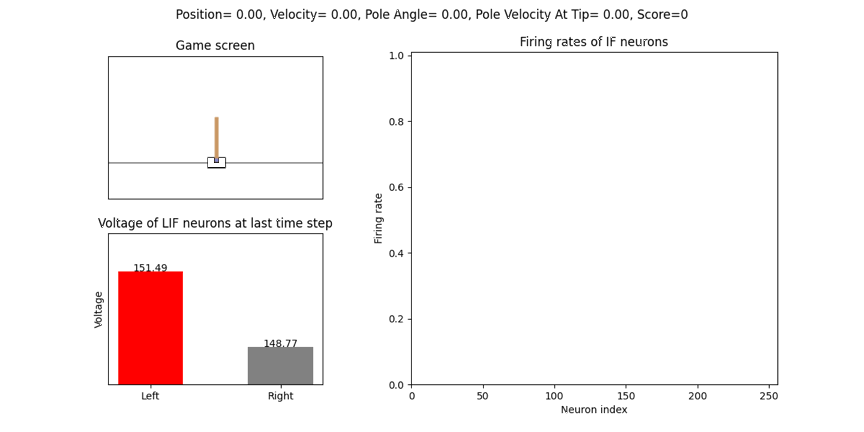 Position= 0.00, Velocity= 0.00, Pole Angle= 0.00, Pole Velocity At Tip= 0.00, Score=0
Game screen
Voltage of LIF neurons at last time step
Voltage
151.49
148.77
Left
Right
Firing rates of IF neurons
Firing rate
1.0
0.8
0.6
0.4
0.2
0.0
0
50
100
150
200
250
Neuron index